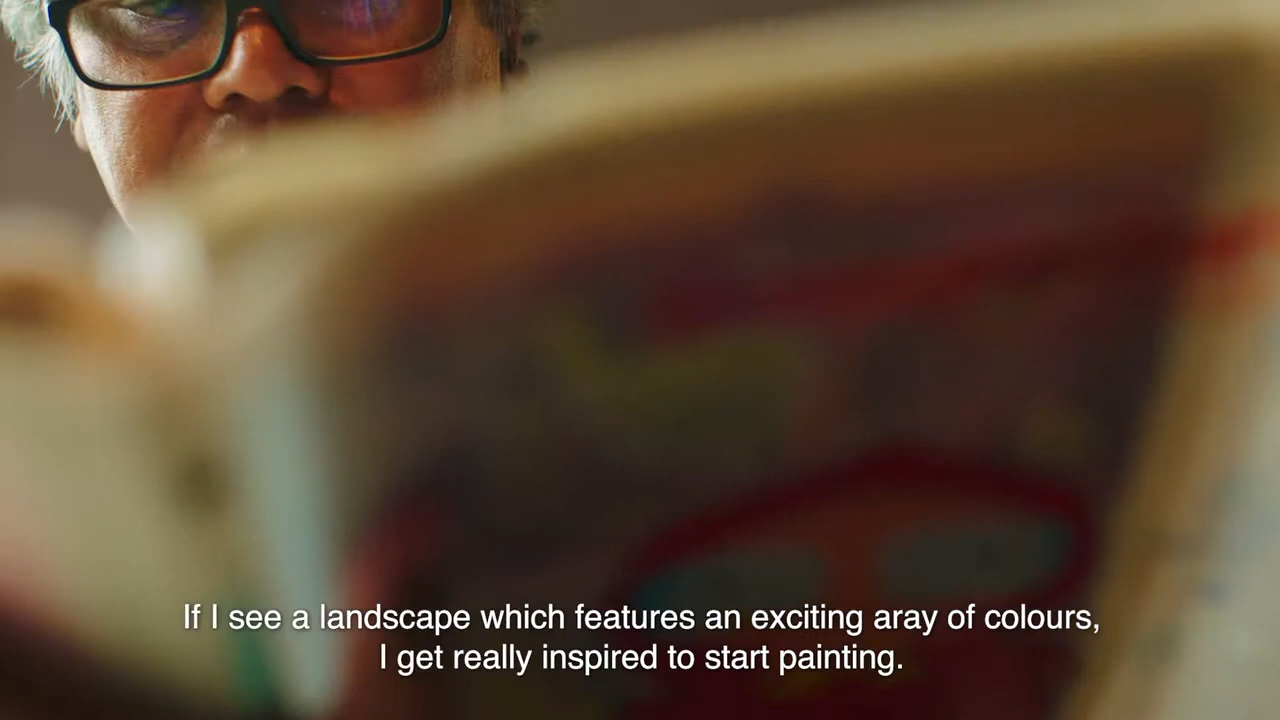 If I see a landscape which features an exciting aray of colours,
I get really inspired to start painting.